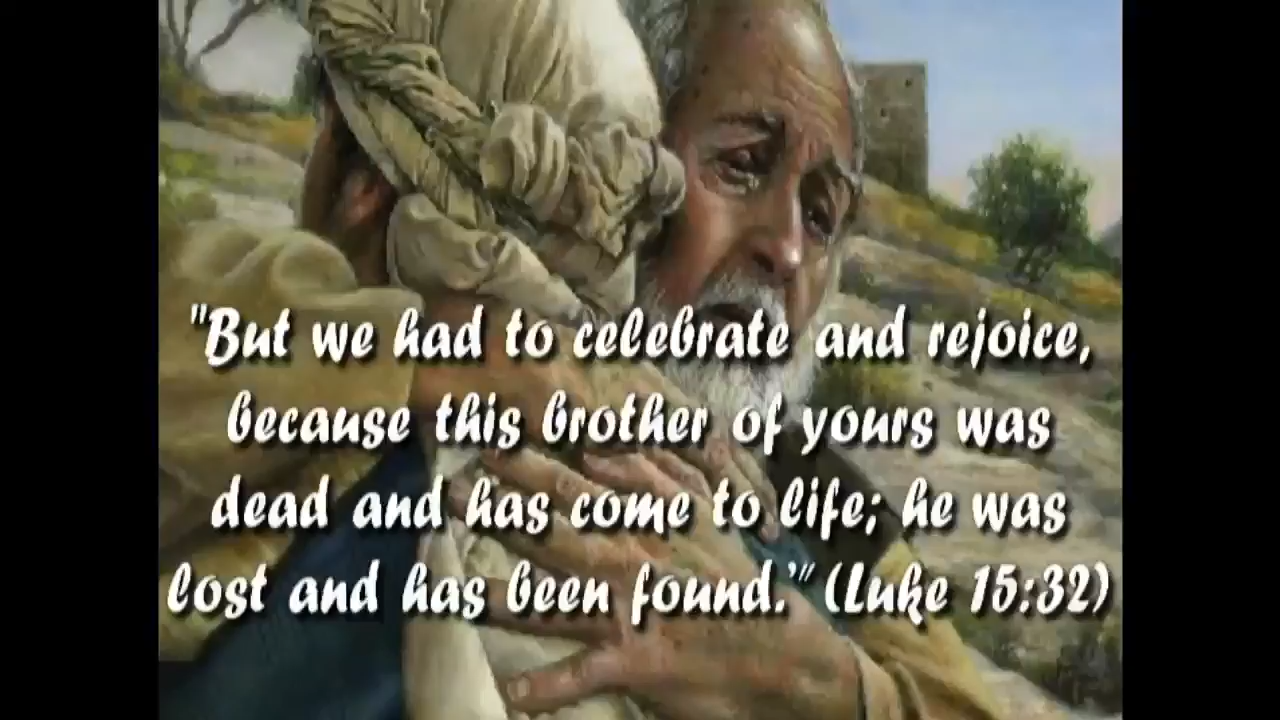 "But we had to celebrate and rejoice,
because this brother of yours was
dead and has come to life; he was
lost and has been found.'" (Luke 15:32)